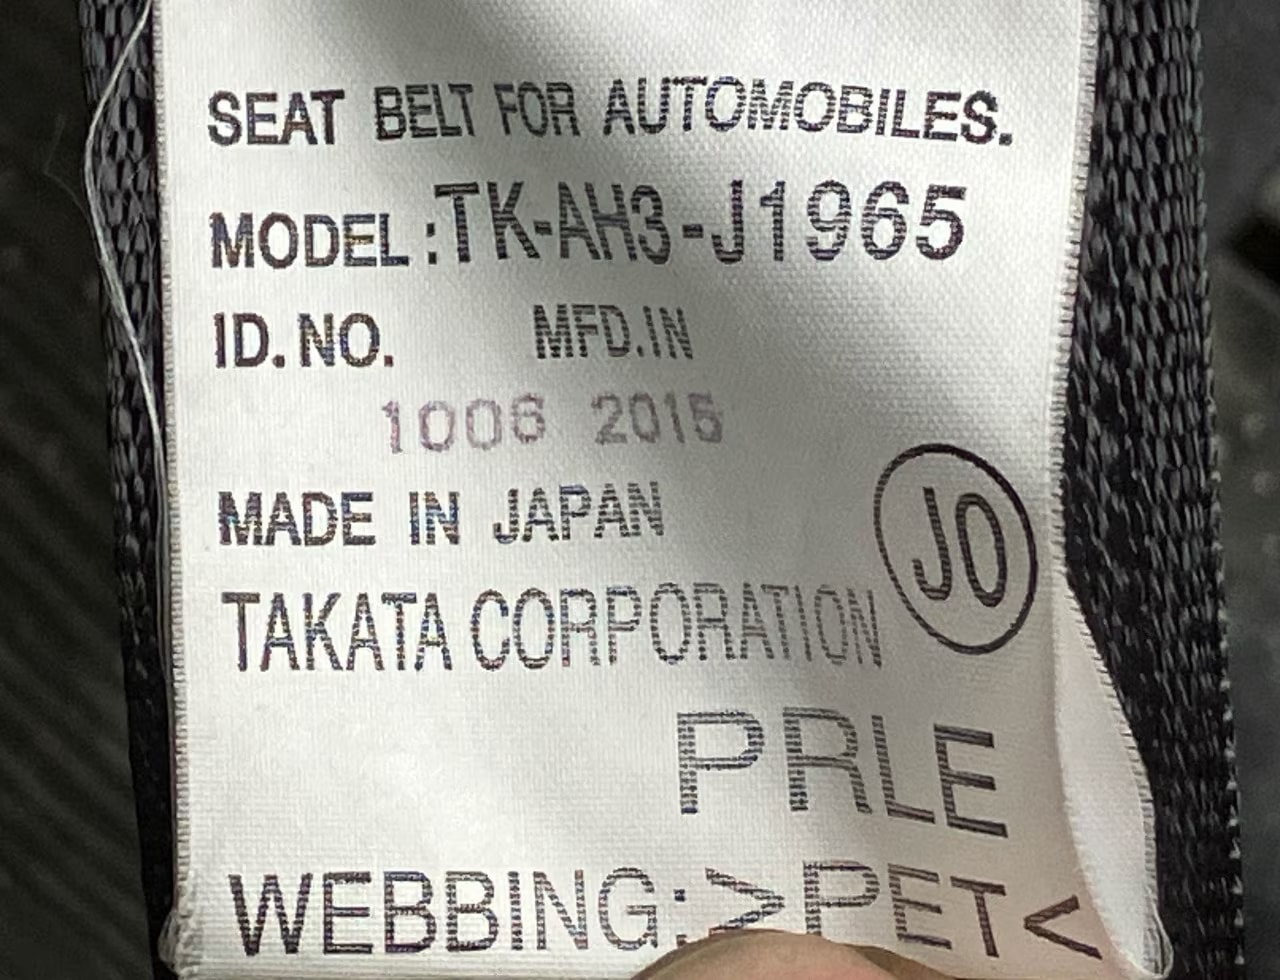 SEAT BELT FOR AUTOMOBILES.
MODEL:TK-AH3-J1965
ID.NO. MFD.IN
1006 2015
MADE IN JAPAN
JO
TAKATA CORPORATION
PRLE
WEBBING:>PET<